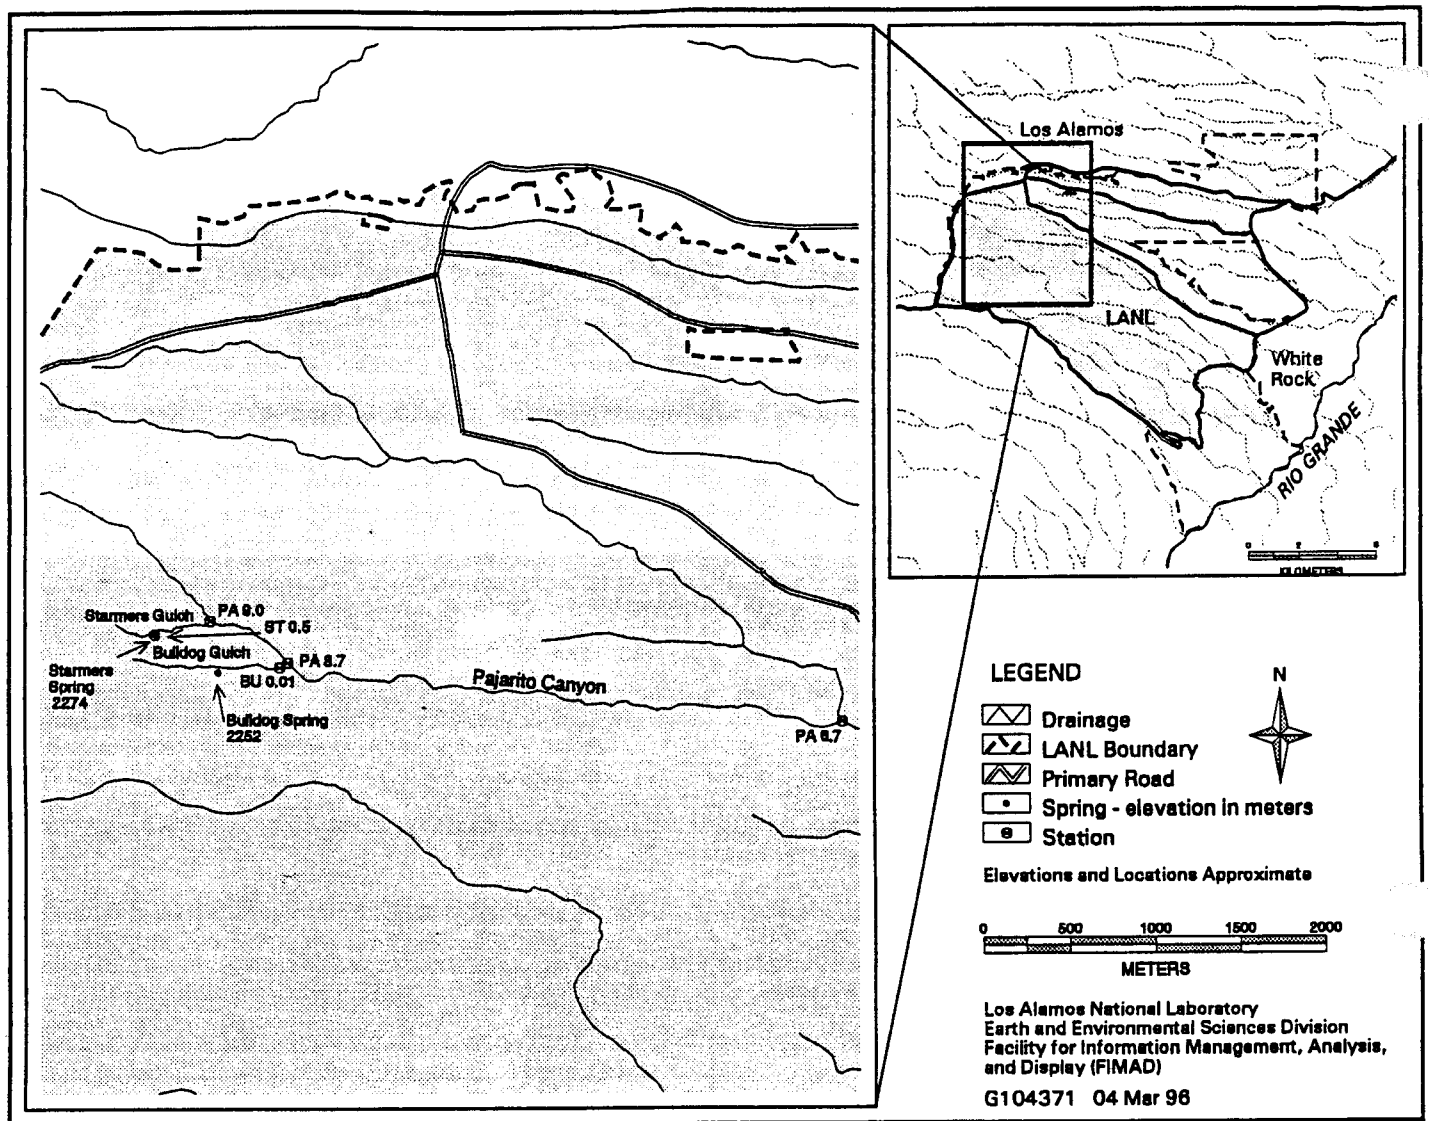 Los Alamos
LANL
White
Rock
RIO GRANDE
KILOMETERS
Starmers Gulch
PA 9.0
ST 0.5
Bulldog Gulch
PA 8.7
BU 0.01
Starmers
Spring
2274
Bulldog Spring
2252
Pajarito Canyon
PA 6.7
LEGEND
N
Drainage
LANL Boundary
Primary Road
Spring - elevation in meters
Station
Elevations and Locations Approximate
0 500 1000 1500 2000
METERS
Los Alamos National Laboratory
Earth and Environmental Sciences Division
Facility for Information Management, Analysis,
and Display (FIMAD)
G104371 04 Mar 96